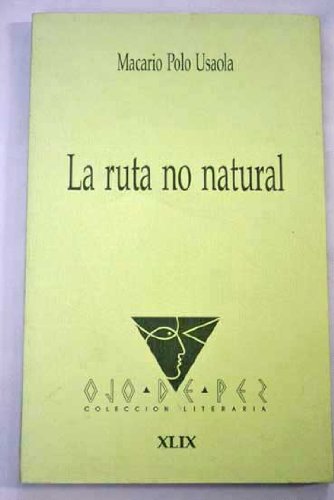 Macario Polo Usaola
La ruta no natural
OJO DE PEZ
COLECCION LITERARIA
XLIX